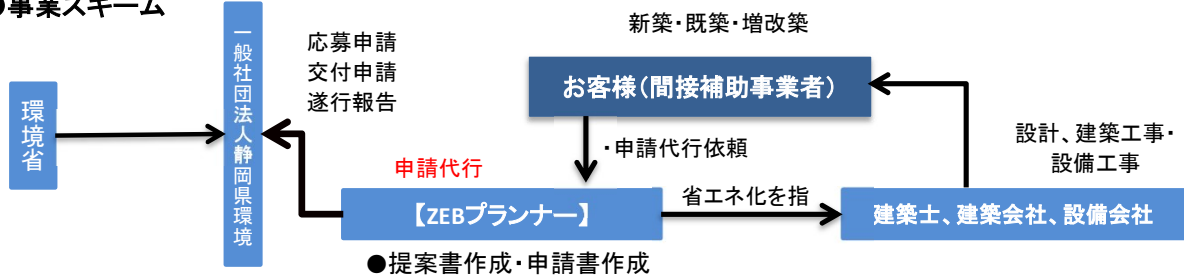 ●事業スキーム
新築・既築・増改築
一般社団法人静岡県環境
応募申請
交付申請
遂行報告
環境省
お客様（間接補助事業者）
設計、建築工事・
設備工事
・申請代行依頼
申請代行
【ZEBプランナー】
省エネ化を指
建築士、建築会社、設備会社
●提案書作成・申請書作成